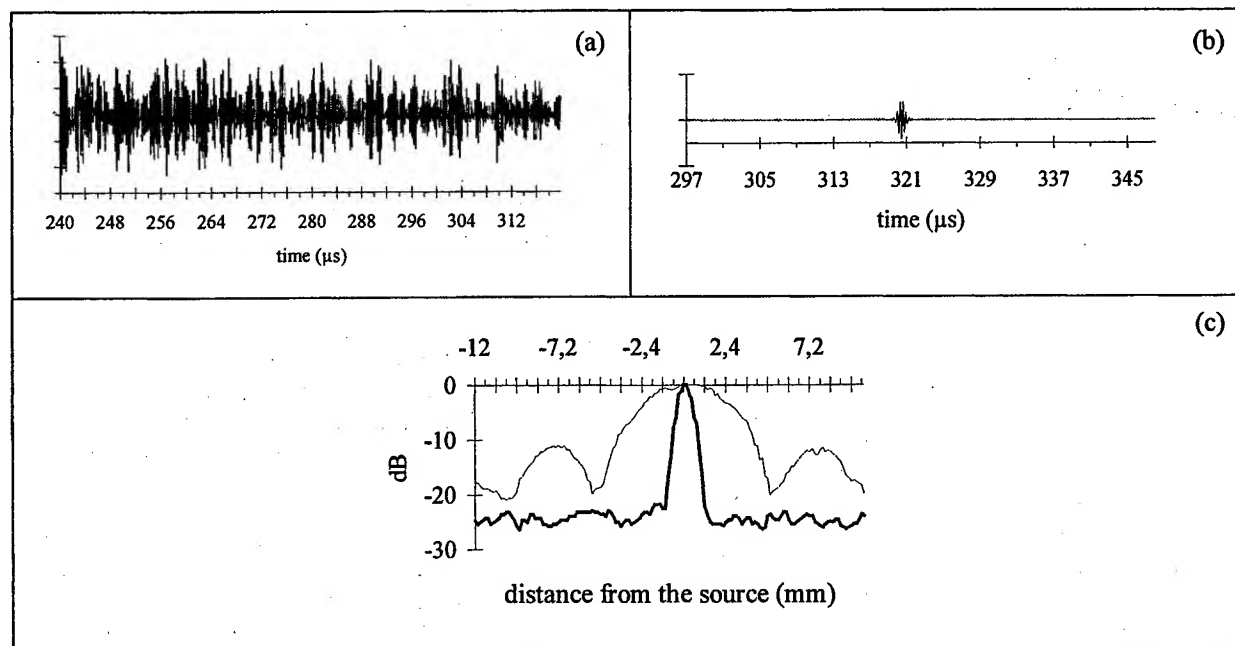 (a)
240 248 256 264 272 280 288 296 304 312
time (µs)
(b)
297 305 313 321 329 337 345
time (µs)
(c)
-12 -7,2 -2,4 2,4 7,2
0
-10
-20
-30
dB
distance from the source (mm)